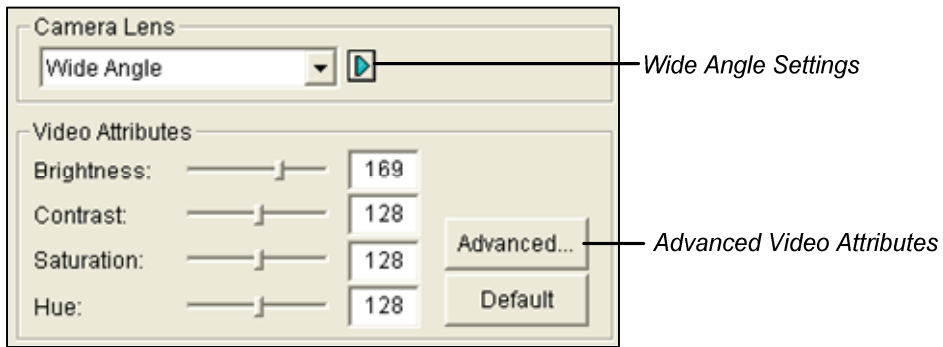 Camera Lens
Wide Angle
Wide Angle Settings
Video Attributes
Brightness: 169
Contrast: 128
Saturation: 128
Hue: 128
Advanced...
Advanced Video Attributes
Default